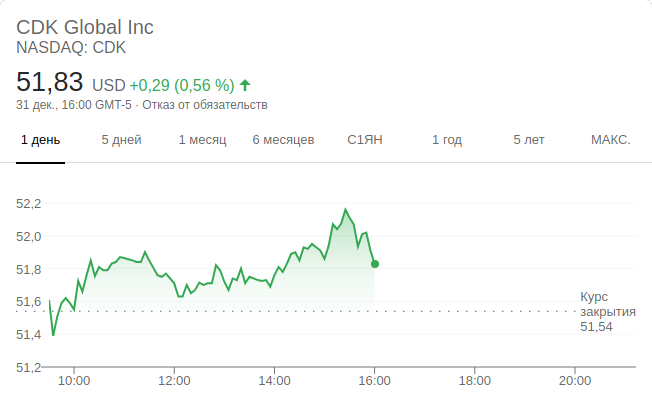 CDK Global Inc
NASDAQ: CDK
51,83 USD +0,29 (0,56 %)
31 дек., 16:00 GMT-5 · Отказ от обязательств
1 день 5 дней 1 месяц 6 месяцев С1ЯН 1 год 5 лет МАКС.
52,2
52,0
51,8
51,6
51,4
51,2
Курс
закрытия
51,54
10:00 12:00 14:00 16:00 18:00 20:00